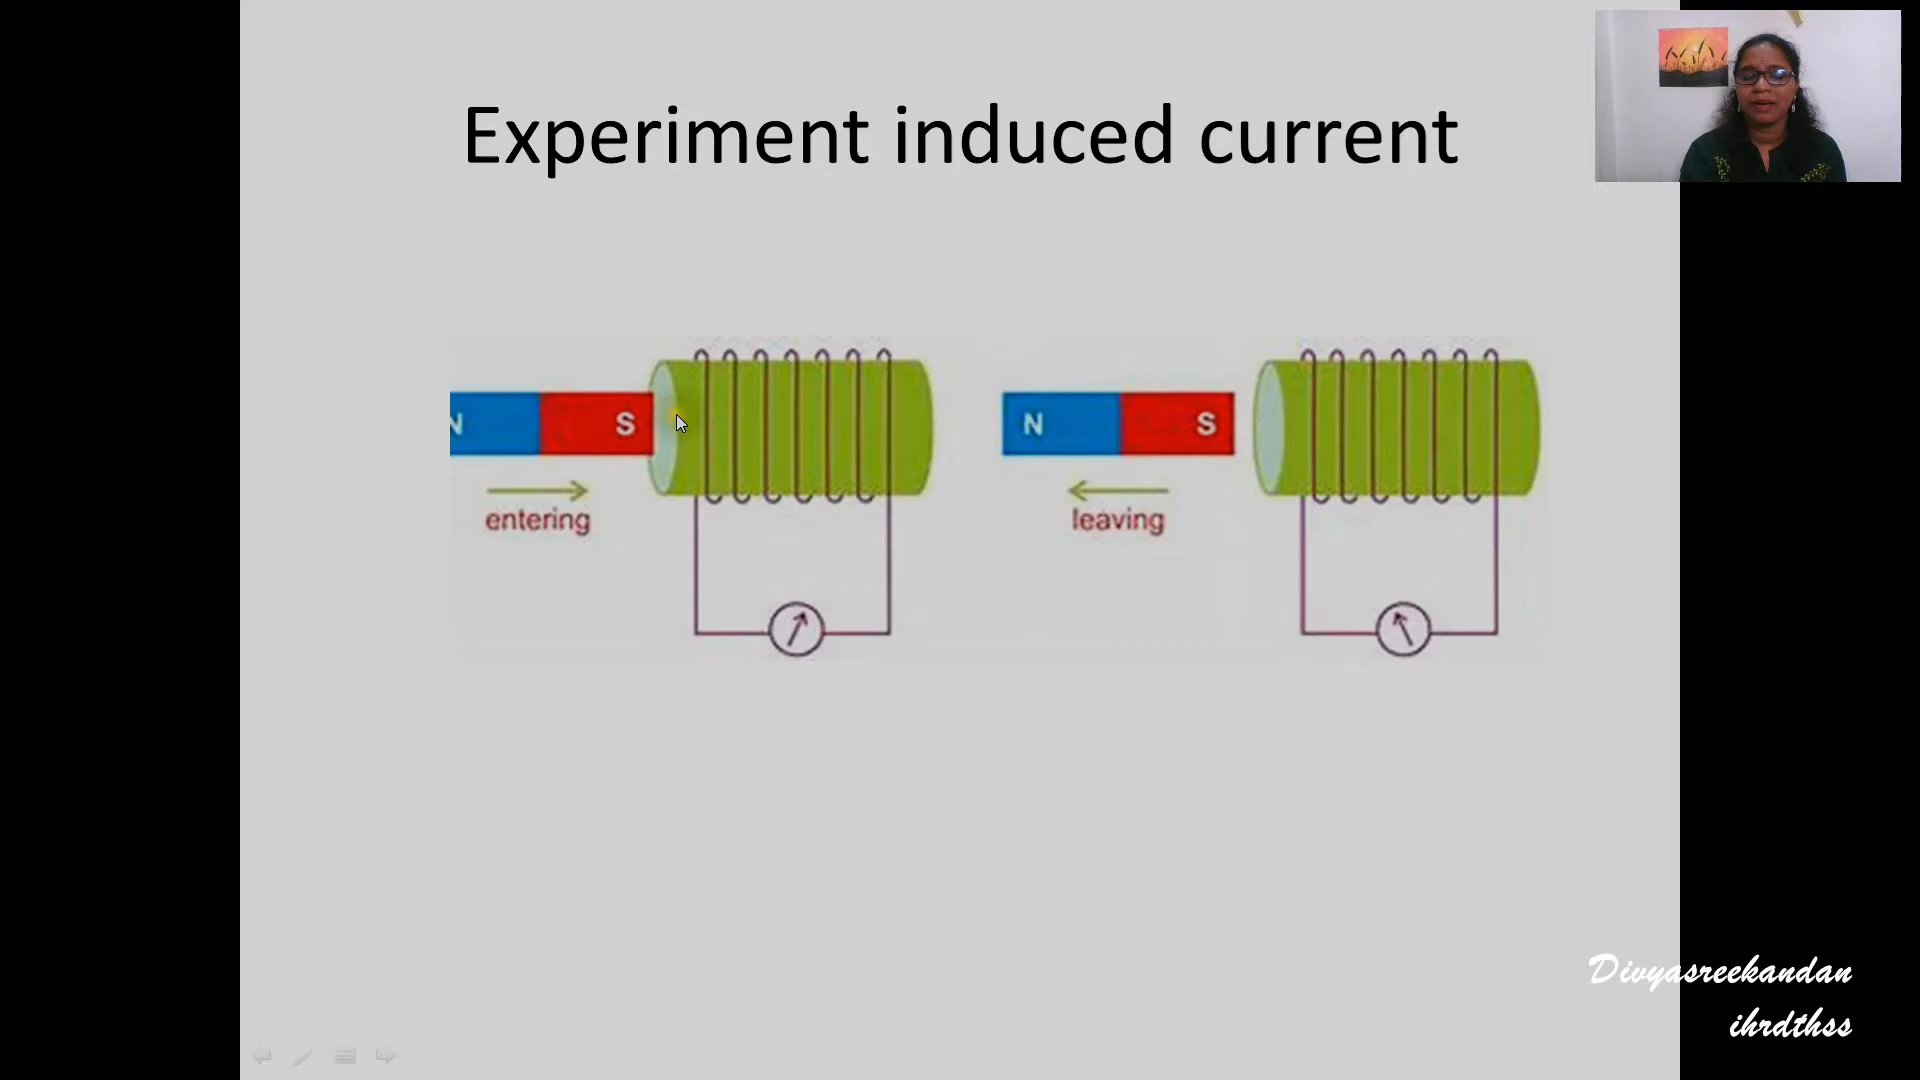 Experiment induced current
N S
entering
N S
leaving
Divyasreekandan
ihrdthss